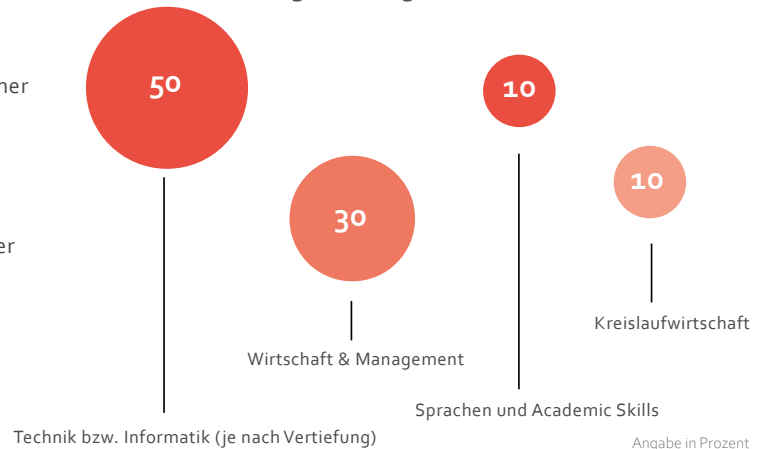 50
10
10
30
Kreislaufwirtschaft
Wirtschaft & Management
Sprachen und Academic Skills
Technik bzw. Informatik (je nach Vertiefung)
Angabe in Prozent